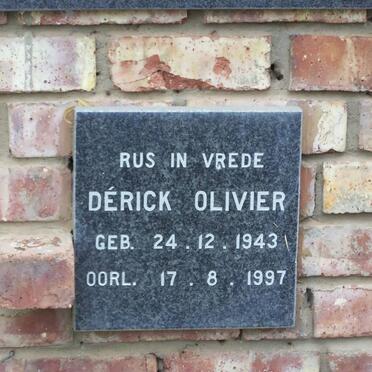 RUS IN VREDE
DÉRICK OLIVIER
GEB. 24.12.1943
OORL. 17.8.1997